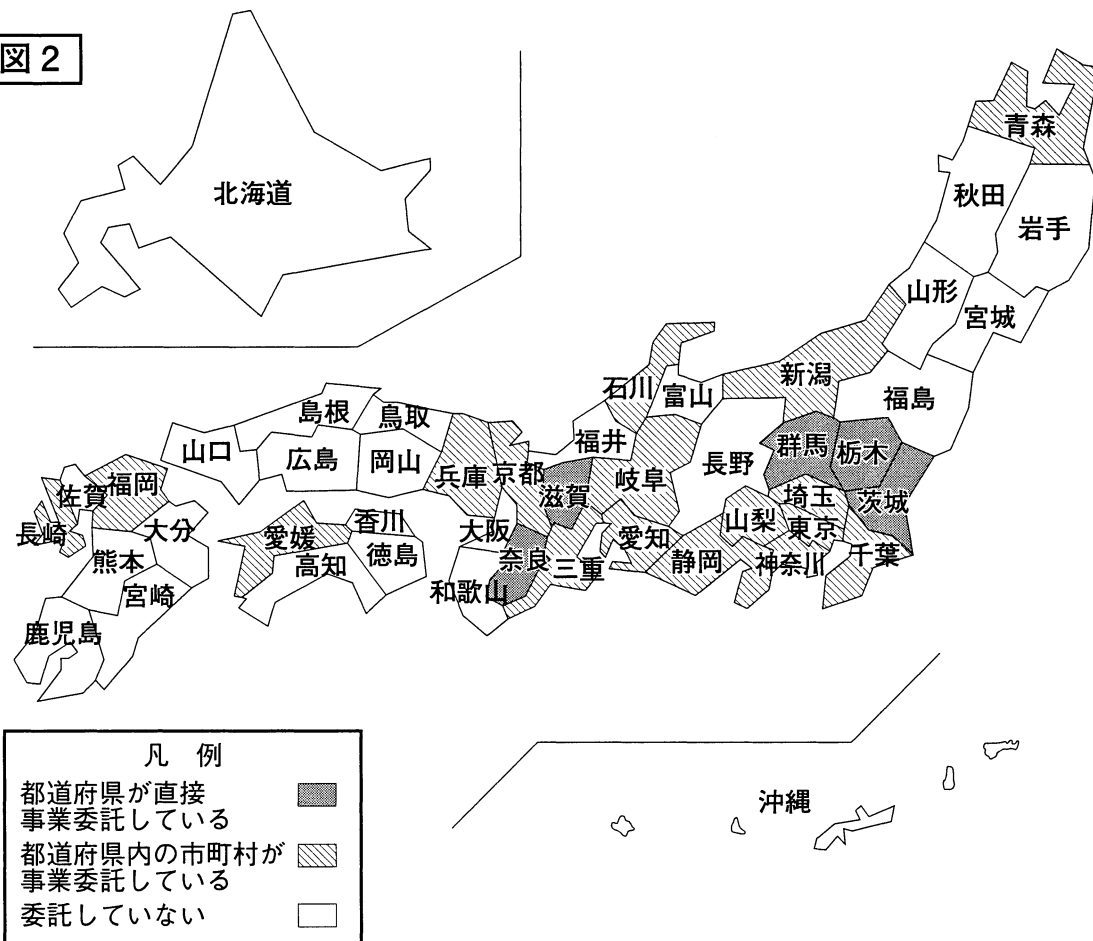 図2
北海道
青森
秋田
岩手
山形
宮城
新潟
福島
石川
富山
福井
長野
群馬
栃木
茨城
埼玉
東京
千葉
神奈川
山梨
静岡
岐阜
愛知
三重
滋賀
京都
奈良
大阪
和歌山
兵庫
鳥取
島根
岡山
広島
山口
香川
愛媛
徳島
高知
福岡
佐賀
長崎
大分
熊本
宮崎
鹿児島
沖縄
凡例
都道府県が直接
事業委託している
都道府県内の市町村が
事業委託している
委託していない